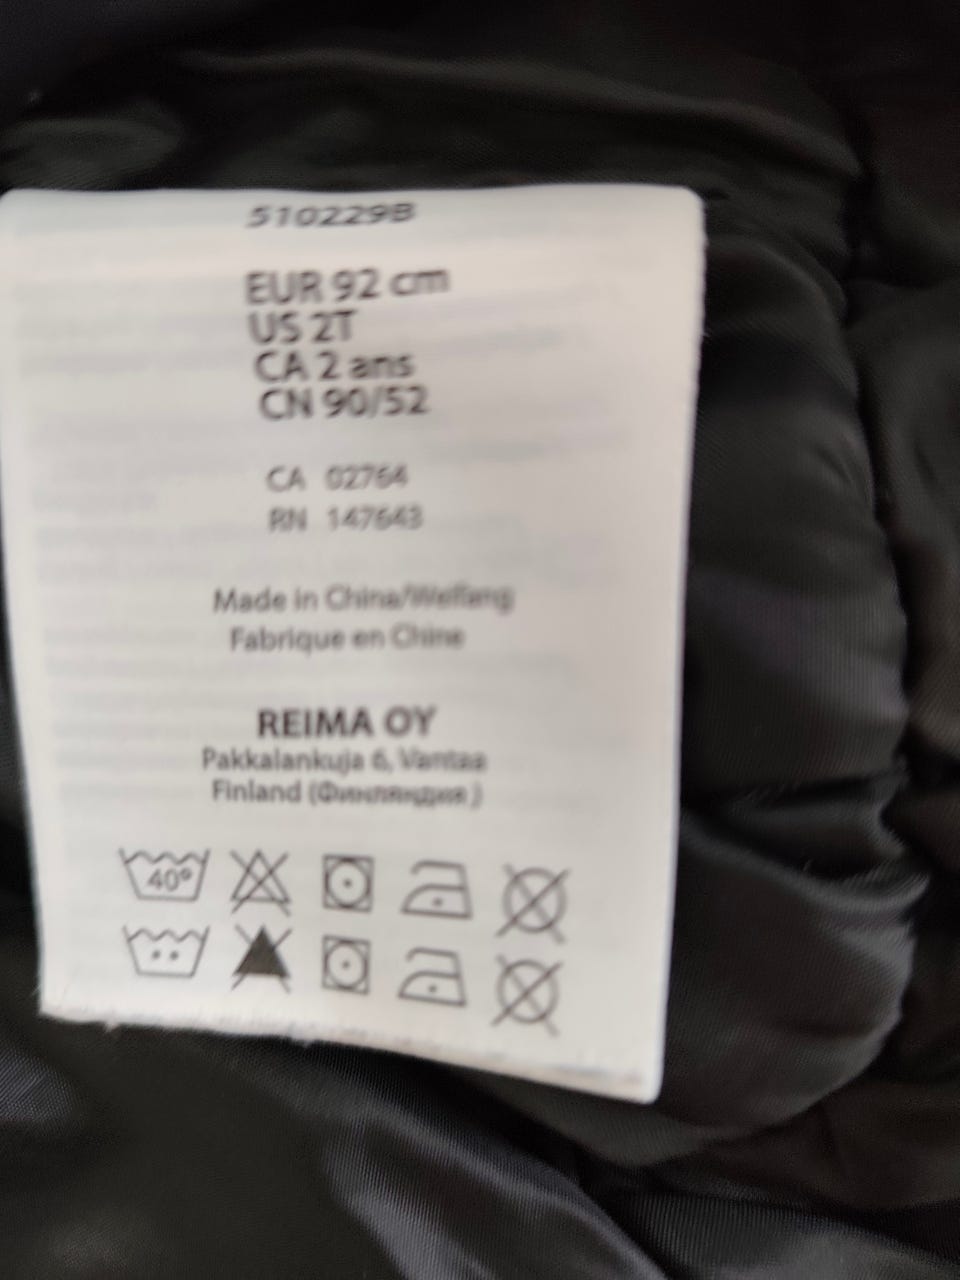 510229B
EUR 92 cm
US 2T
CA 2 ans
CN 90/52
CA 02764
RN 147643
Made in China/Weifang
Fabrique en Chine
REIMA OY
Pakkalankuja 6, Vantaa
Finland (Финляндия)
40°